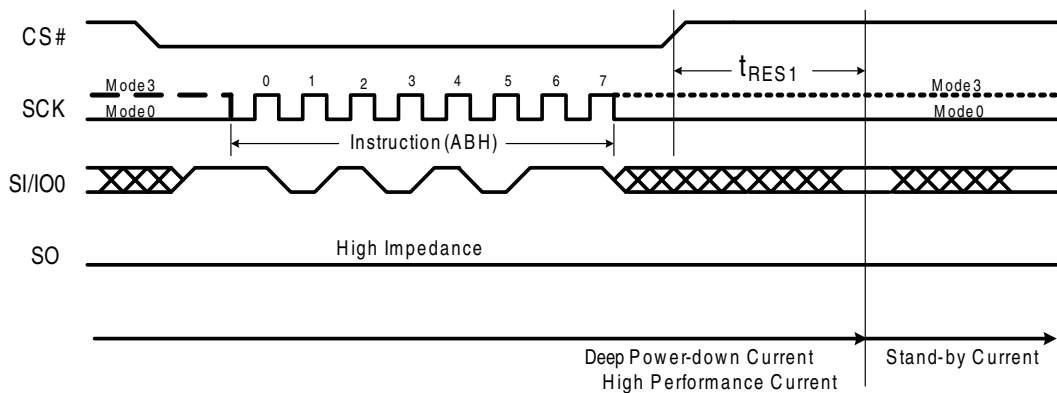 CS#
tRES1
0 1 2 3 4 5 6 7
Mode3 Mode3
SCK
Mode0 Mode0
Instruction(ABH)
SI/IO0
High Impedance
SO
Deep Power-down Current Stand-by Current
High Performance Current